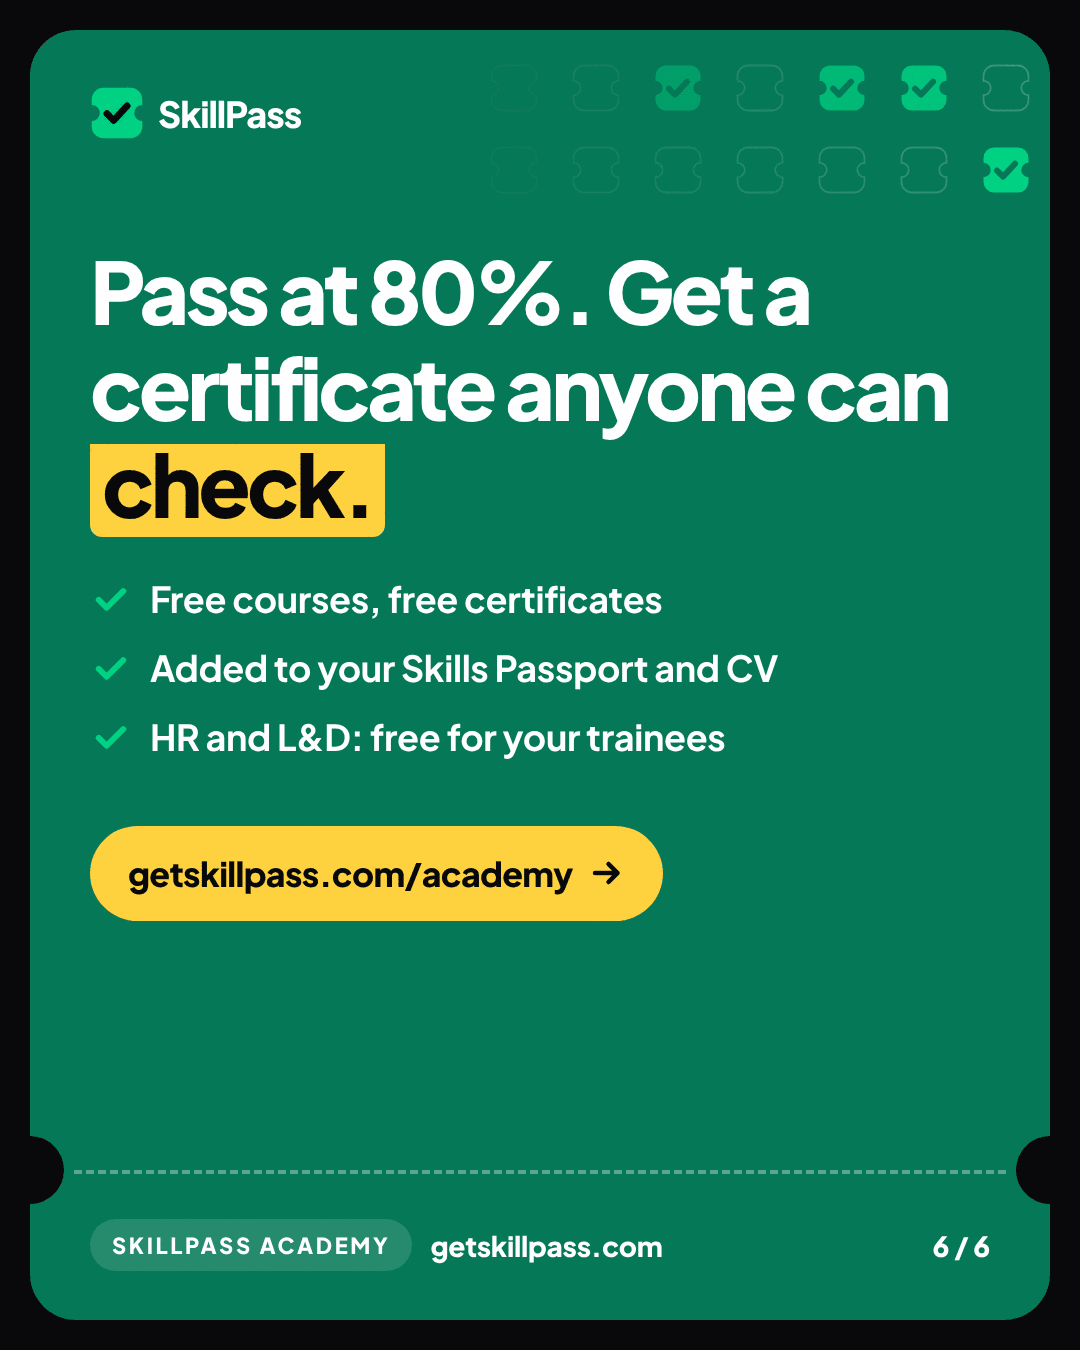 SkillPass
Pass at 80%. Get a
certificate anyone can
check.
Free courses, free certificates
Added to your Skills Passport and CV
HR and L&D: free for your trainees
getskillpass.com/academy →
SKILLPASS ACADEMY getskillpass.com 6 / 6